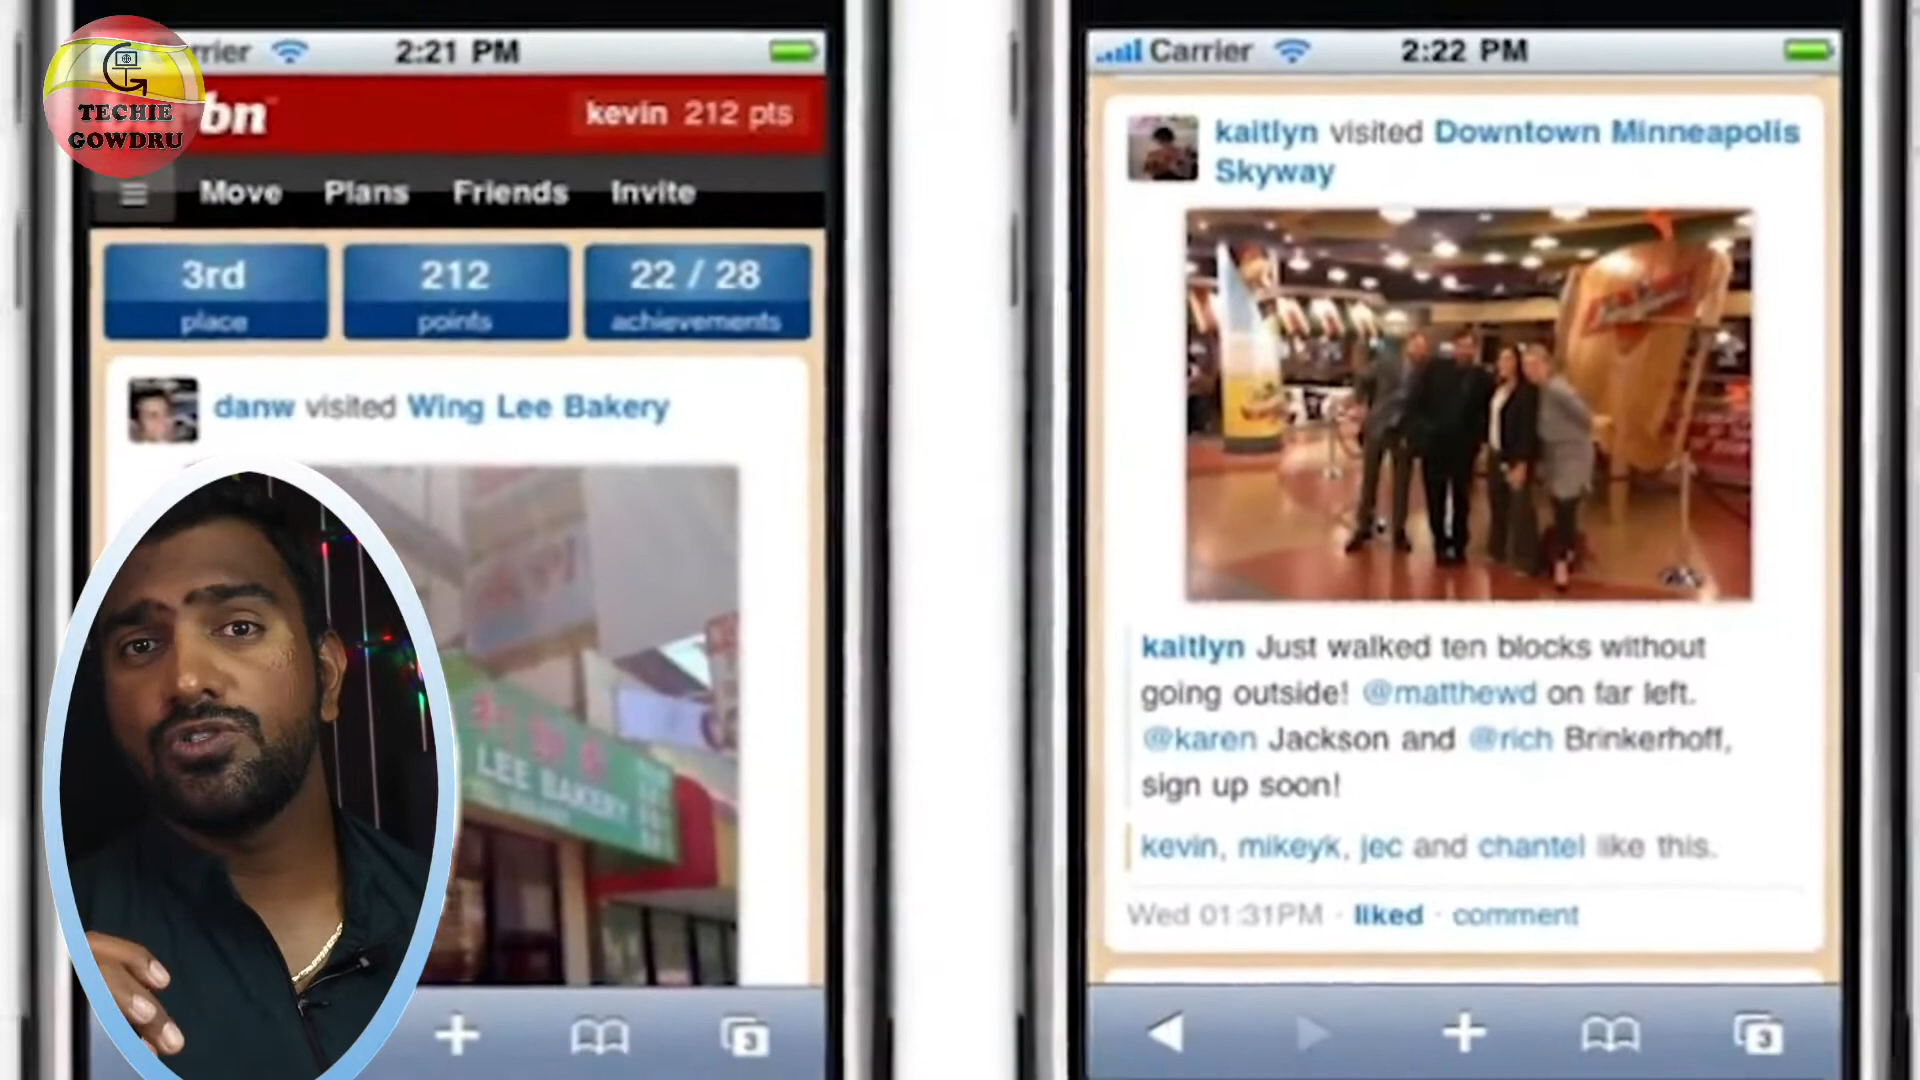 TECHIE
GOWDRU
rrier 2:21 PM
bn
kevin 212 pts
Move Plans Friends Invite
3rd
place
212
points
22 / 28
achievements
danw visited Wing Lee Bakery
LEE BAKERY
3
Carrier 2:22 PM
kaitlyn visited Downtown Minneapolis
Skyway
kaitlyn Just walked ten blocks without
going outside! @matthewd on far left.
@karen Jackson and @rich Brinkerhoff,
sign up soon!
kevin, mikeyk, jec and chantel like this.
Wed 01:31PM · liked · comment
3